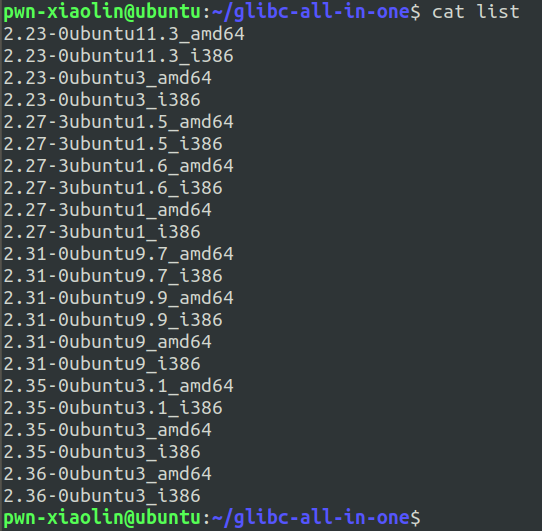 pwn-xiaolin@ubuntu:~/glibc-all-in-one$ cat list
2.23-0ubuntu11.3_amd64
2.23-0ubuntu11.3_i386
2.23-0ubuntu3_amd64
2.23-0ubuntu3_i386
2.27-3ubuntu1.5_amd64
2.27-3ubuntu1.5_i386
2.27-3ubuntu1.6_amd64
2.27-3ubuntu1.6_i386
2.27-3ubuntu1_amd64
2.27-3ubuntu1_i386
2.31-0ubuntu9.7_amd64
2.31-0ubuntu9.7_i386
2.31-0ubuntu9.9_amd64
2.31-0ubuntu9.9_i386
2.31-0ubuntu9_amd64
2.31-0ubuntu9_i386
2.35-0ubuntu3.1_amd64
2.35-0ubuntu3.1_i386
2.35-0ubuntu3_amd64
2.35-0ubuntu3_i386
2.36-0ubuntu3_amd64
2.36-0ubuntu3_i386
pwn-xiaolin@ubuntu:~/glibc-all-in-one$